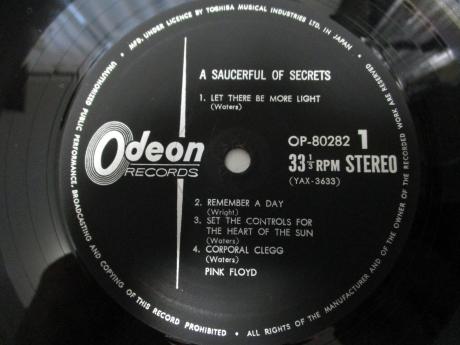 • MFD. UNDER LICENCE BY TOSHIBA MUSICAL INDUSTRIES LTD. IN JAPAN •
A SAUCERFUL OF SECRETS
1. LET THERE BE MORE LIGHT
(Waters)
OP-80282 1
33 1/3 RPM STEREO
(YAX-3633)
Odeon
RECORDS
2. REMEMBER A DAY
(Wright)
3. SET THE CONTROLS FOR
THE HEART OF THE SUN
(Waters)
4. CORPORAL CLEGG
(Waters)
PINK FLOYD
UNAUTHORIZED PUBLIC PERFORMANCE, BROADCASTING AND COPYING OF THIS RECORD PROHIBITED • ALL RIGHTS OF THE MANUFACTURER AND OF THE OWNER OF THE RECORDED WORK ARE RESERVED